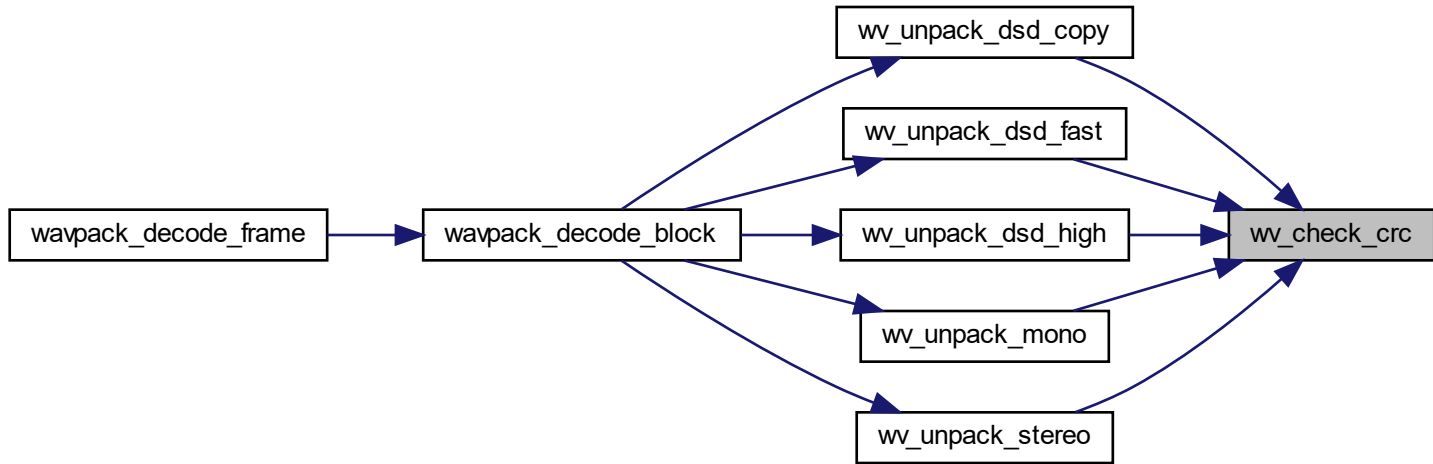 wv_unpack_dsd_copy
wv_unpack_dsd_fast
wavpack_decode_frame
wavpack_decode_block
wv_unpack_dsd_high
wv_check_crc
wv_unpack_mono
wv_unpack_stereo